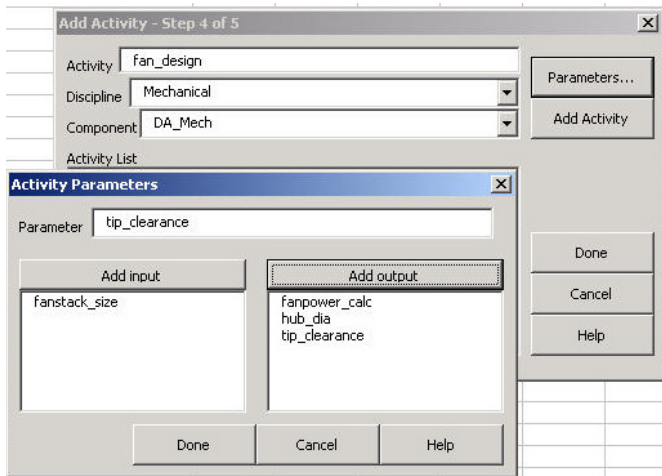 Add Activity - Step 4 of 5
Activity fan_design
Parameters...
Discipline Mechanical
Component DA_Mech
Add Activity
Activity List
Activity Parameters
Parameter tip_clearance
Add input
Add output
fanstack_size
fanpower_calc
hub_dia
tip_clearance
Done
Cancel
Help
Done
Cancel
Help